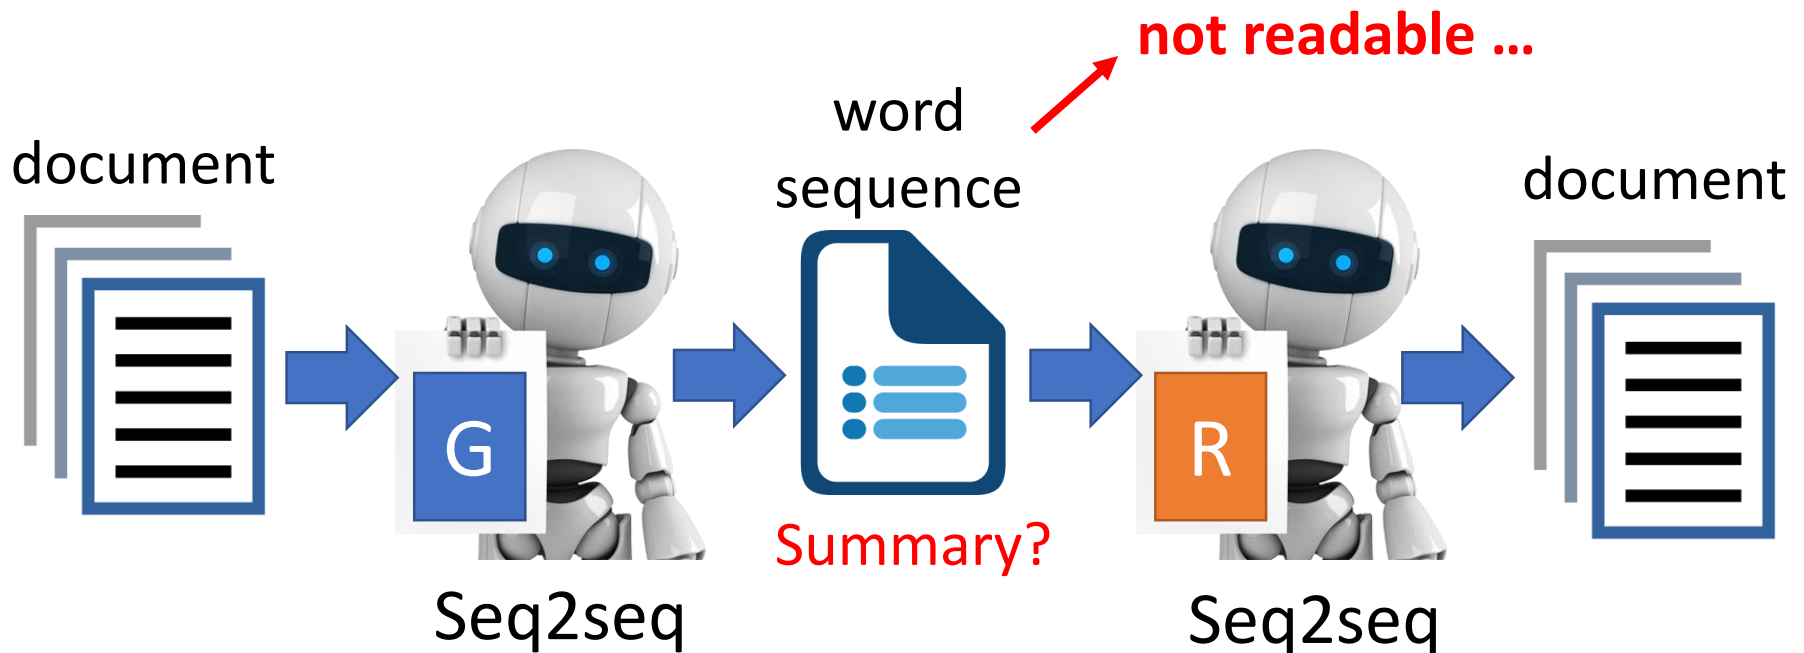 not readable ...
word
sequence
document
document
G
R
Summary?
Seq2seq
Seq2seq